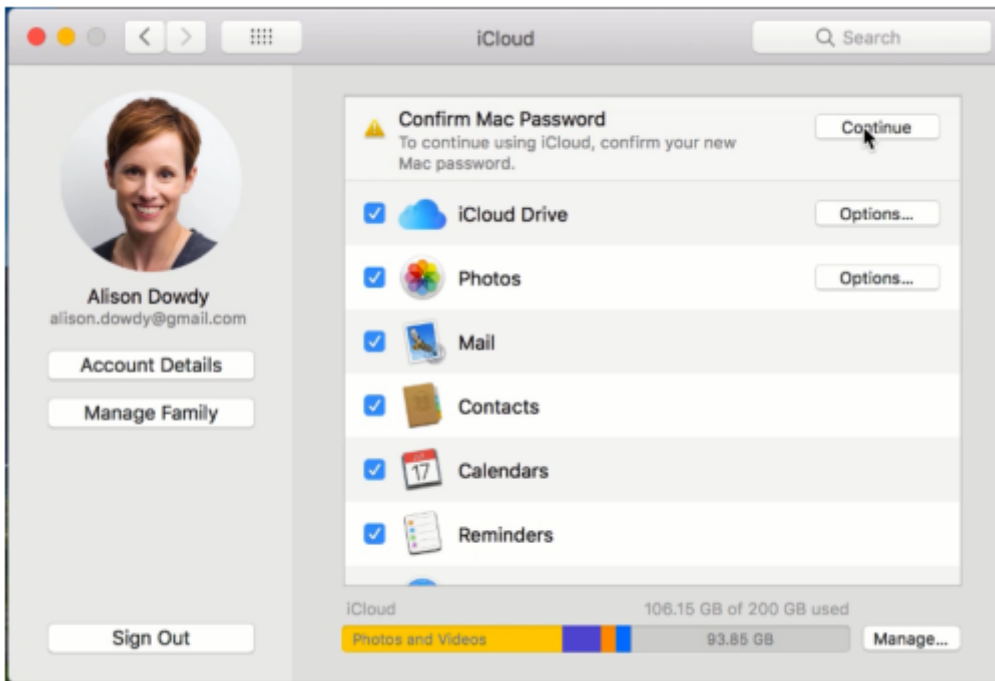 iCloud
Search
Alison Dowdy
alison.dowdy@gmail.com
Account Details
Manage Family
Sign Out
Confirm Mac Password
Continue
To continue using iCloud, confirm your new
Mac password.
iCloud Drive
Options...
Photos
Options...
Mail
Contacts
17
Calendars
Reminders
iCloud
106.15 GB of 200 GB used
Photos and Videos
93.85 GB
Manage...